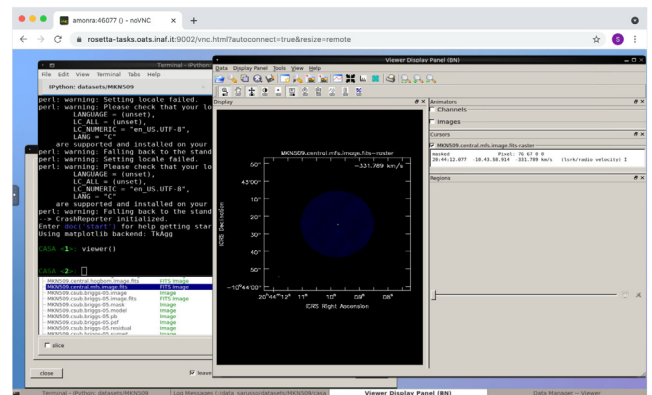 amonra:46077 () - noVNC
rosetta-tasks.oats.inaf.it:9002/vnc.html?autoconnect=true&resize=remote
S
Terminal - IPython:
File Edit View Terminal Tabs Help
IPython: datasets/MKN509
perl: warning: Setting locale failed.
perl: warning: Please check that your lo
LANGUAGE = (unset),
LC_ALL = (unset),
LC_NUMERIC = "en_US.UTF-8",
LANG = "C"
are supported and installed on your
perl: warning: Falling back to the stand
perl: warning: Setting locale failed.
perl: warning: Please check that your lo
LANGUAGE = (unset),
LC_ALL = (unset),
LC_NUMERIC = "en_US.UTF-8",
LANG = "C"
are supported and installed on your
perl: warning: Falling back to the stand
--> CrashReporter initialized.
Enter doc('start') for help getting star
Using matplotlib backend: TkAgg
CASA <1>: viewer()
CASA <2>:
MKN509.central.hogbom.image.fits FITS Image
MKN509.central.mfs.image.fits FITS Image
MKN509.csub.briggs-05.image Image
MKN509.csub.briggs-05.image.fits FITS Image
MKN509.csub.briggs-05.mask Image
MKN509.csub.briggs-05.model Image
MKN509.csub.briggs-05.pb Image
MKN509.csub.briggs-05.psf Image
MKN509.csub.briggs-05.residual Image
MKN509.csub.briggs-05.sumwt Image
slice
close
leave
Viewer Display Panel (BN)
Data Display Panel Tools View Help
Display
MKN509.central.mfs.image.fits-raster
-331.789 km/s
50"
43'00"
10"
20"
30"
40"
50"
-10°44'00"
ICRS Declination
20h44m12s 11s 10s 09s 08s
ICRS Right Ascension
Animators
Channels
Images
Cursors
MKN509.central.mfs.image.fits-raster
masked Pixel: 76 67 0 0
20:44:12.077 -10.43.58.914 -331.789 km/s (lsrk/radio velocity) I
Regions
Terminal - IPython: datasets/MKN509
Viewer Display Panel (BN)
Data Manager -- Viewer